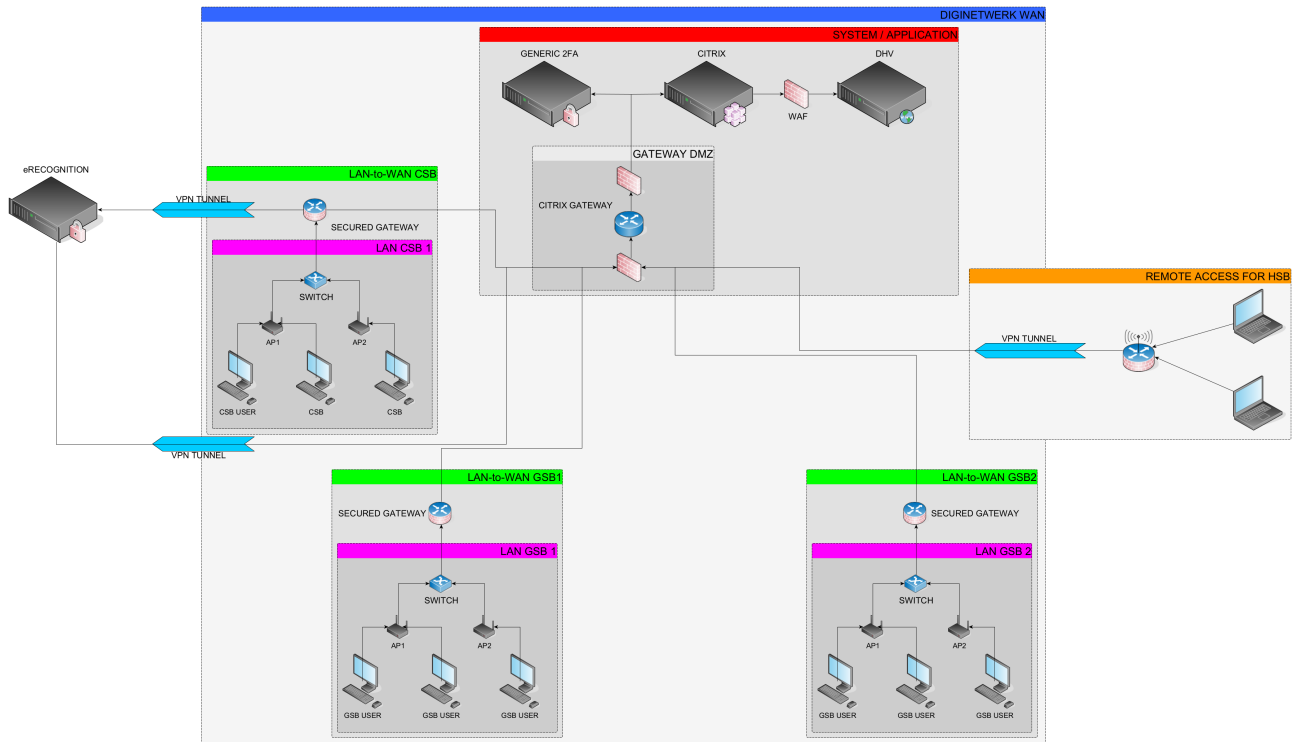 DIGINETWERK WAN
SYSTEM / APPLICATION
GENERIC 2FA
CITRIX
DHV
WAF
GATEWAY DMZ
CITRIX GATEWAY
eRECOGNITION
VPN TUNNEL
LAN-to-WAN CSB
SECURED GATEWAY
LAN CSB 1
SWITCH
AP1
AP2
CSB USER
CSB
CSB
VPN TUNNEL
REMOTE ACCESS FOR HSB
VPN TUNNEL
LAN-to-WAN GSB1
SECURED GATEWAY
LAN GSB 1
SWITCH
AP1
AP2
GSB USER
GSB USER
GSB USER
LAN-to-WAN GSB2
SECURED GATEWAY
LAN GSB 2
SWITCH
AP1
AP2
GSB USER
GSB USER
GSB USER